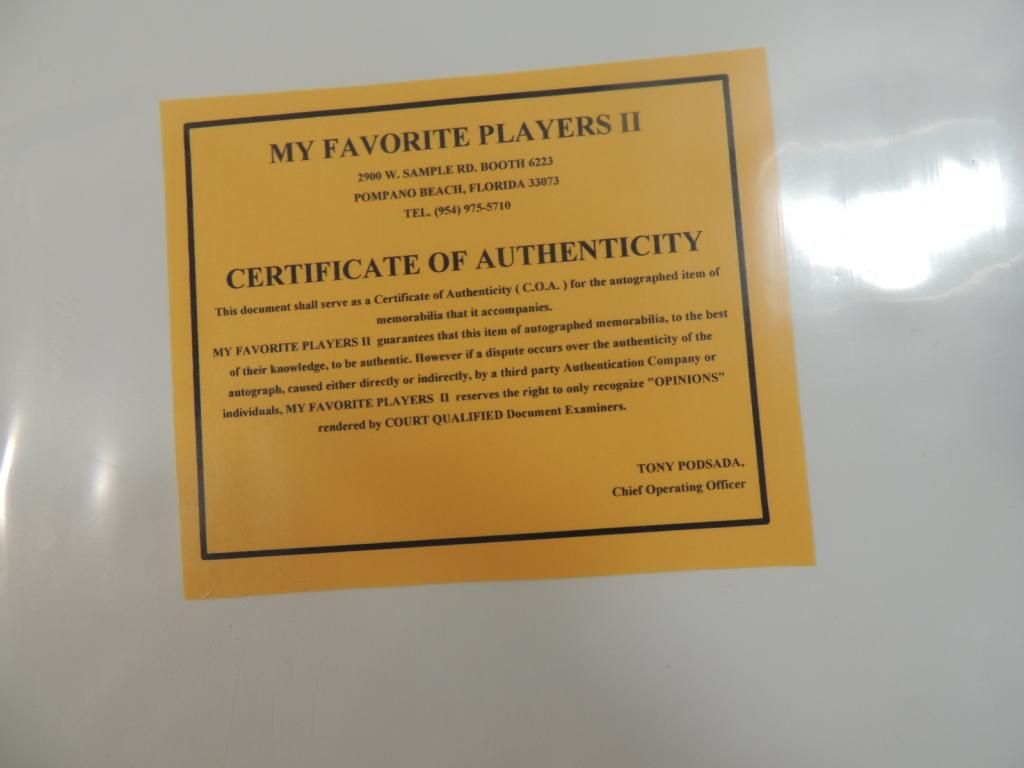 MY FAVORITE PLAYERS II
2900 W. SAMPLE RD. BOOTH 6223
POMPANO BEACH, FLORIDA 33073
TEL. (954) 975-5710
CERTIFICATE OF AUTHENTICITY
This document shall serve as a Certificate of Authenticity ( C.O.A. ) for the autographed item of
memorabilia that it accompanies.
MY FAVORITE PLAYERS II guarantees that this item of autographed memorabilia, to the best
of their knowledge, to be authentic. However if a dispute occurs over the authenticity of the
autograph, caused either directly or indirectly, by a third party Authentication Company or
individuals, MY FAVORITE PLAYERS II reserves the right to only recognize "OPINIONS"
rendered by COURT QUALIFIED Document Examiners.
TONY PODSADA,
Chief Operating Officer